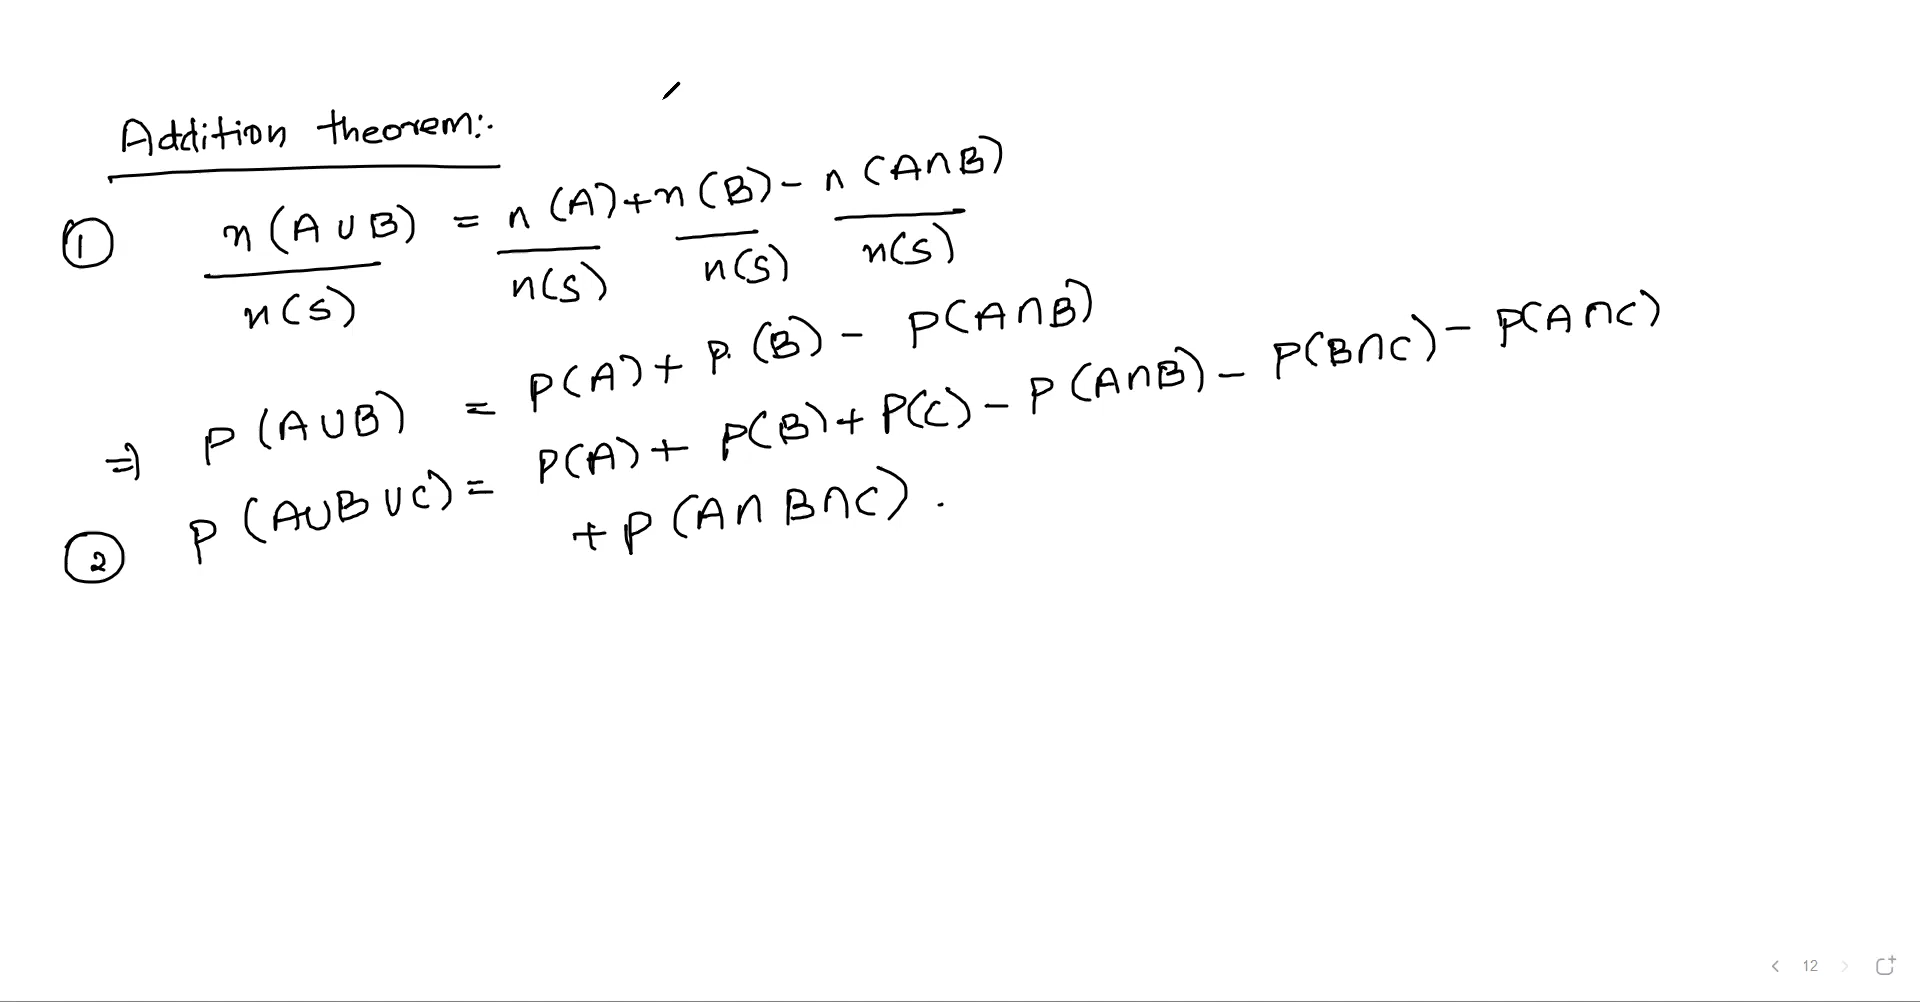 Addition theorem:.
① n(A∪B)/n(S) = n(A)/n(S) + n(B)/n(S) - n(A∩B)/n(S)
⇒ P(A∪B) = P(A) + P.(B) - P(A∩B)
② P(A∪B∪C) = P(A) + P(B) + P(C) - P(A∩B) - P(B∩C) - P(A∩C)
+ P(A∩B∩C).
12